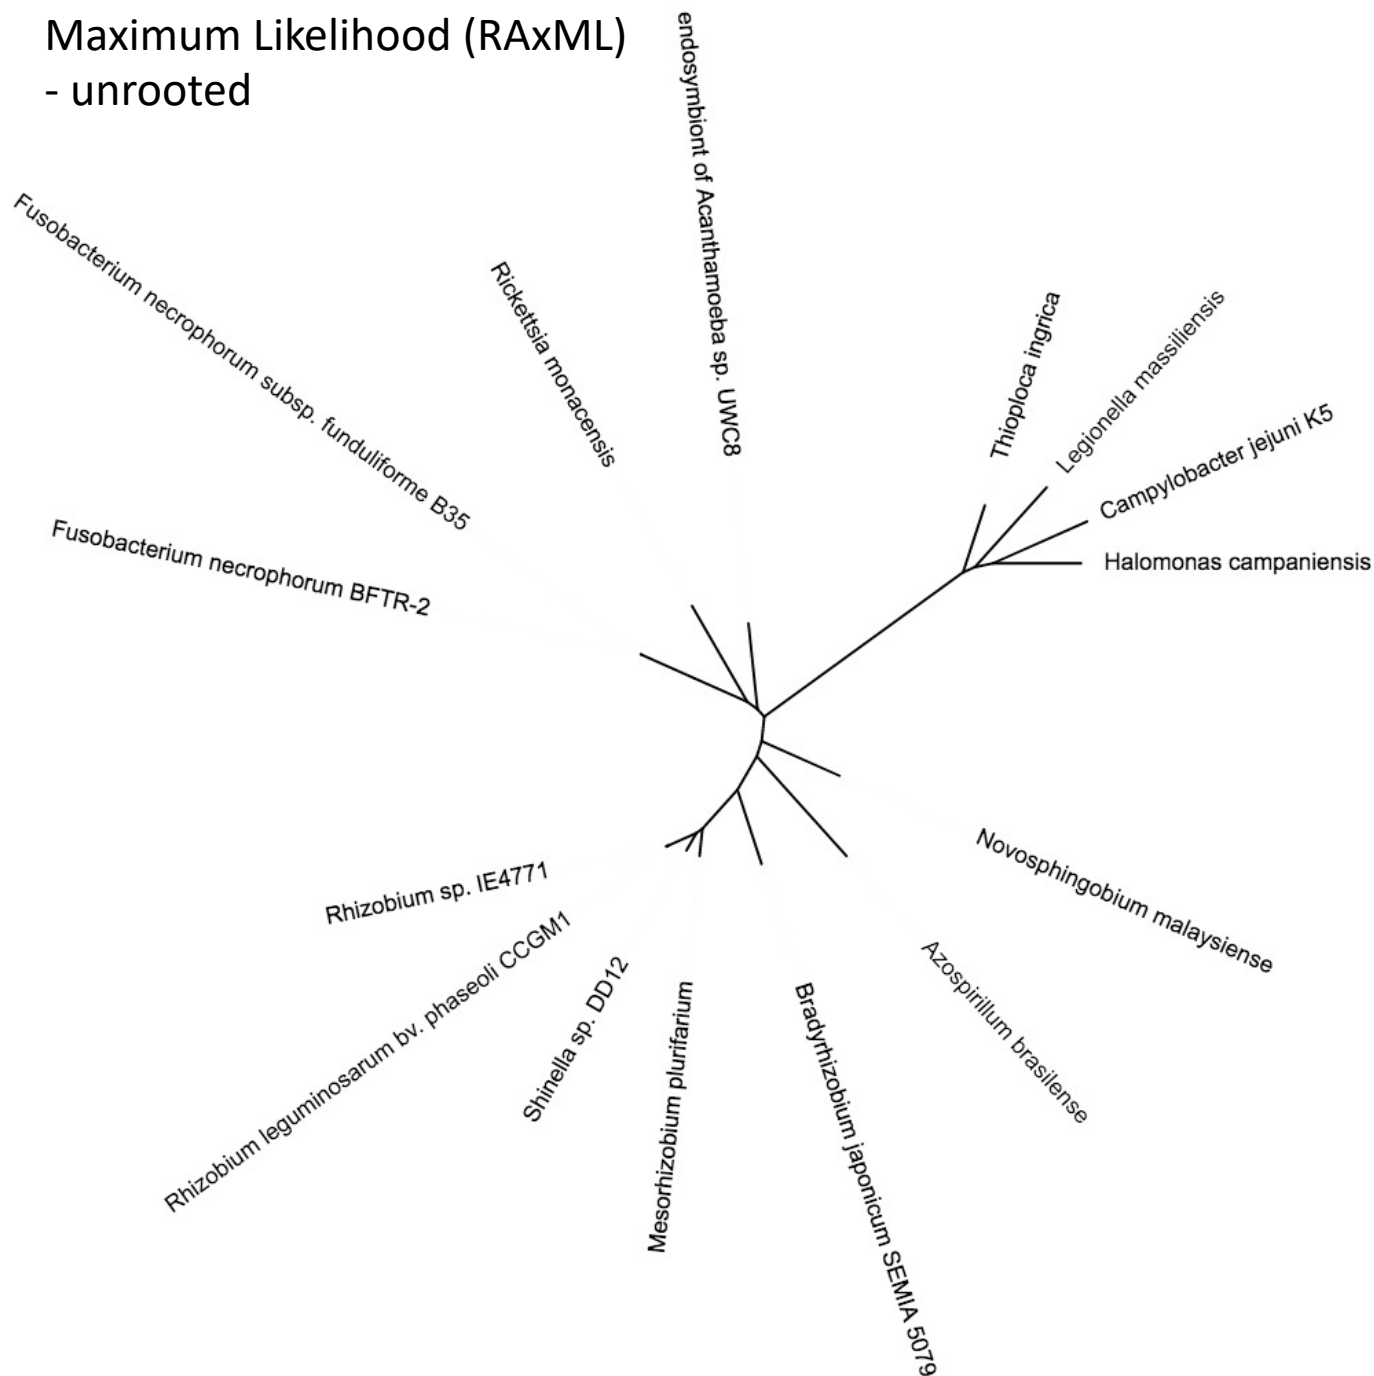 Maximum Likelihood (RAxML)
- unrooted
endosymbiont of Acanthamoeba sp. UWC8
Fusobacterium necrophorum subsp. funduliforme B35
Rickettsia monacensis
Thioploca ingrica
Legionella massiliensis
Campylobacter jejuni K5
Halomonas campaniensis
Fusobacterium necrophorum BFTR-2
Novosphingobium malaysiense
Rhizobium sp. IE4771
Rhizobium leguminosarum bv. phaseoli CCGM1
Azospirillum brasilense
Shinella sp. DD12
Mesorhizobium plurifarium
Bradyrhizobium japonicum SEMIA 5079